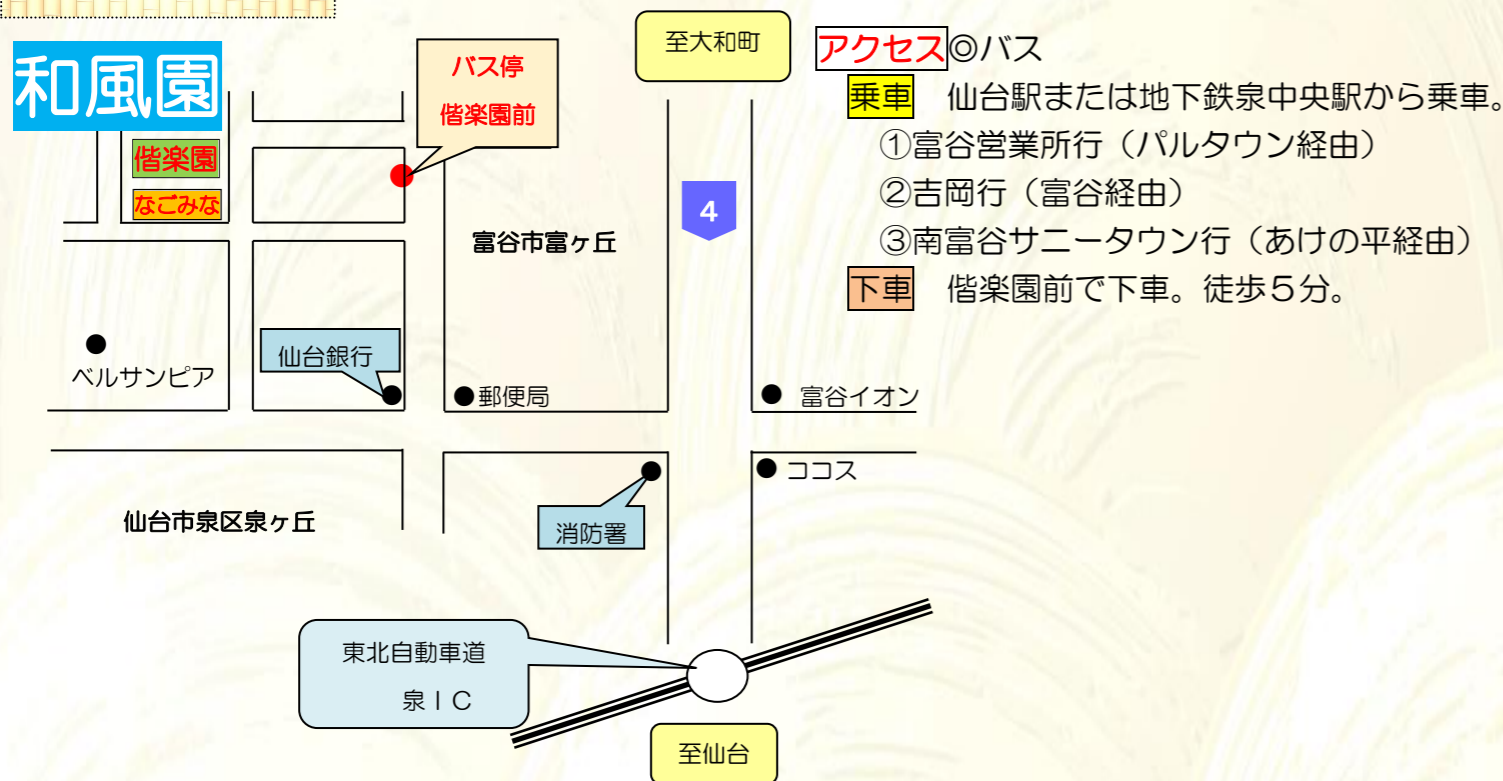 和風園
偕楽園
なごみな
バス停
偕楽園前
至大和町
4
富谷市富ヶ丘
ベルサンピア
仙台銀行
郵便局
富谷イオン
ココス
消防署
仙台市泉区泉ヶ丘
東北自動車道
泉IC
至仙台
アクセス◎バス
乗車 仙台駅または地下鉄泉中央駅から乗車。
①富谷営業所行（パルタウン経由）
②吉岡行（富谷経由）
③南富谷サニータウン行（あけの平経由）
下車 偕楽園前で下車。徒歩５分。